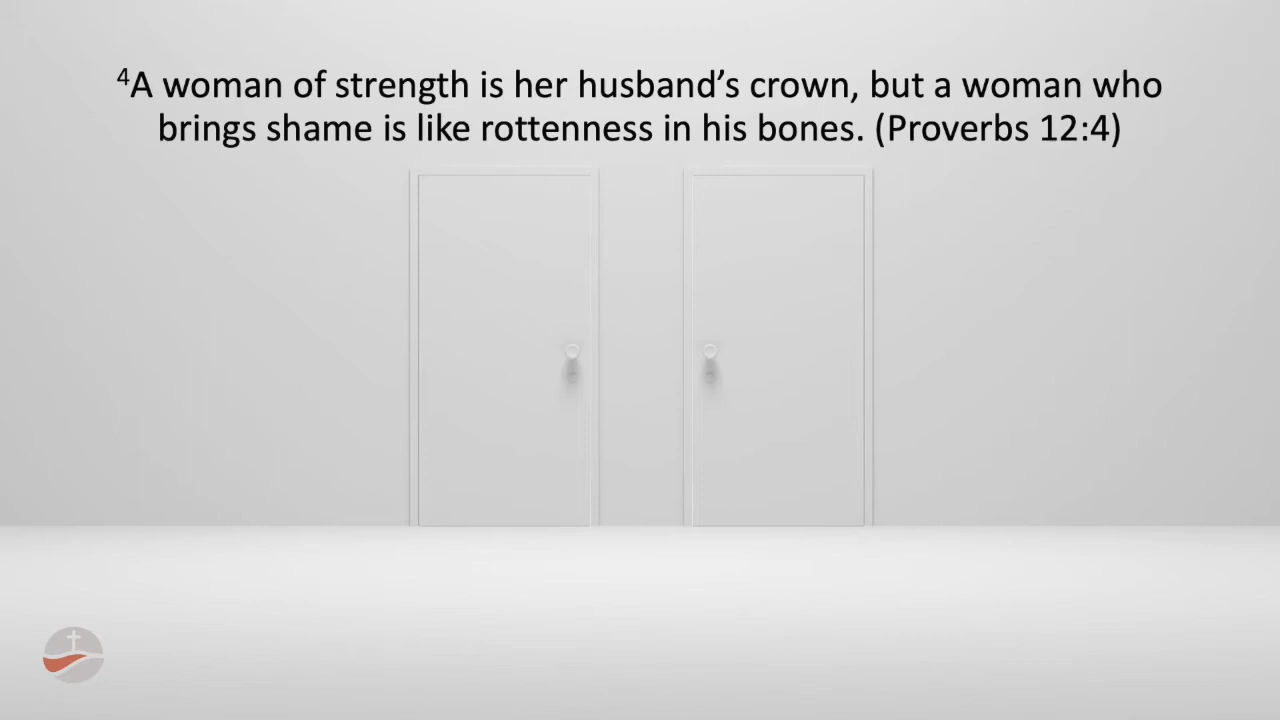 ⁴A woman of strength is her husband’s crown, but a woman who
brings shame is like rottenness in his bones. (Proverbs 12:4)